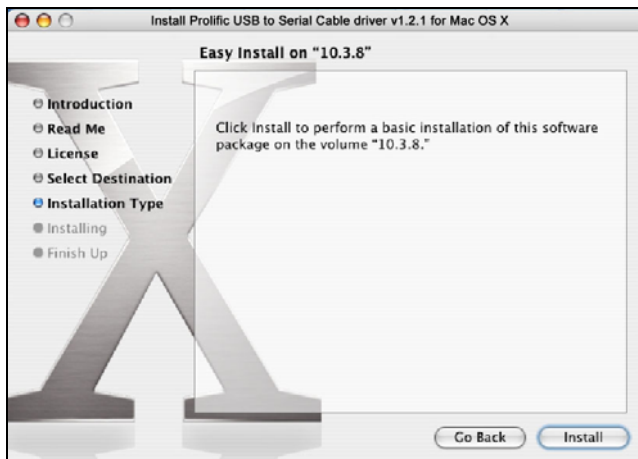 Install Prolific USB to Serial Cable driver v1.2.1 for Mac OS X
Easy Install on "10.3.8"
Introduction
Read Me
License
Select Destination
Installation Type
Installing
Finish Up
Click Install to perform a basic installation of this software
package on the volume "10.3.8."
Go Back
Install